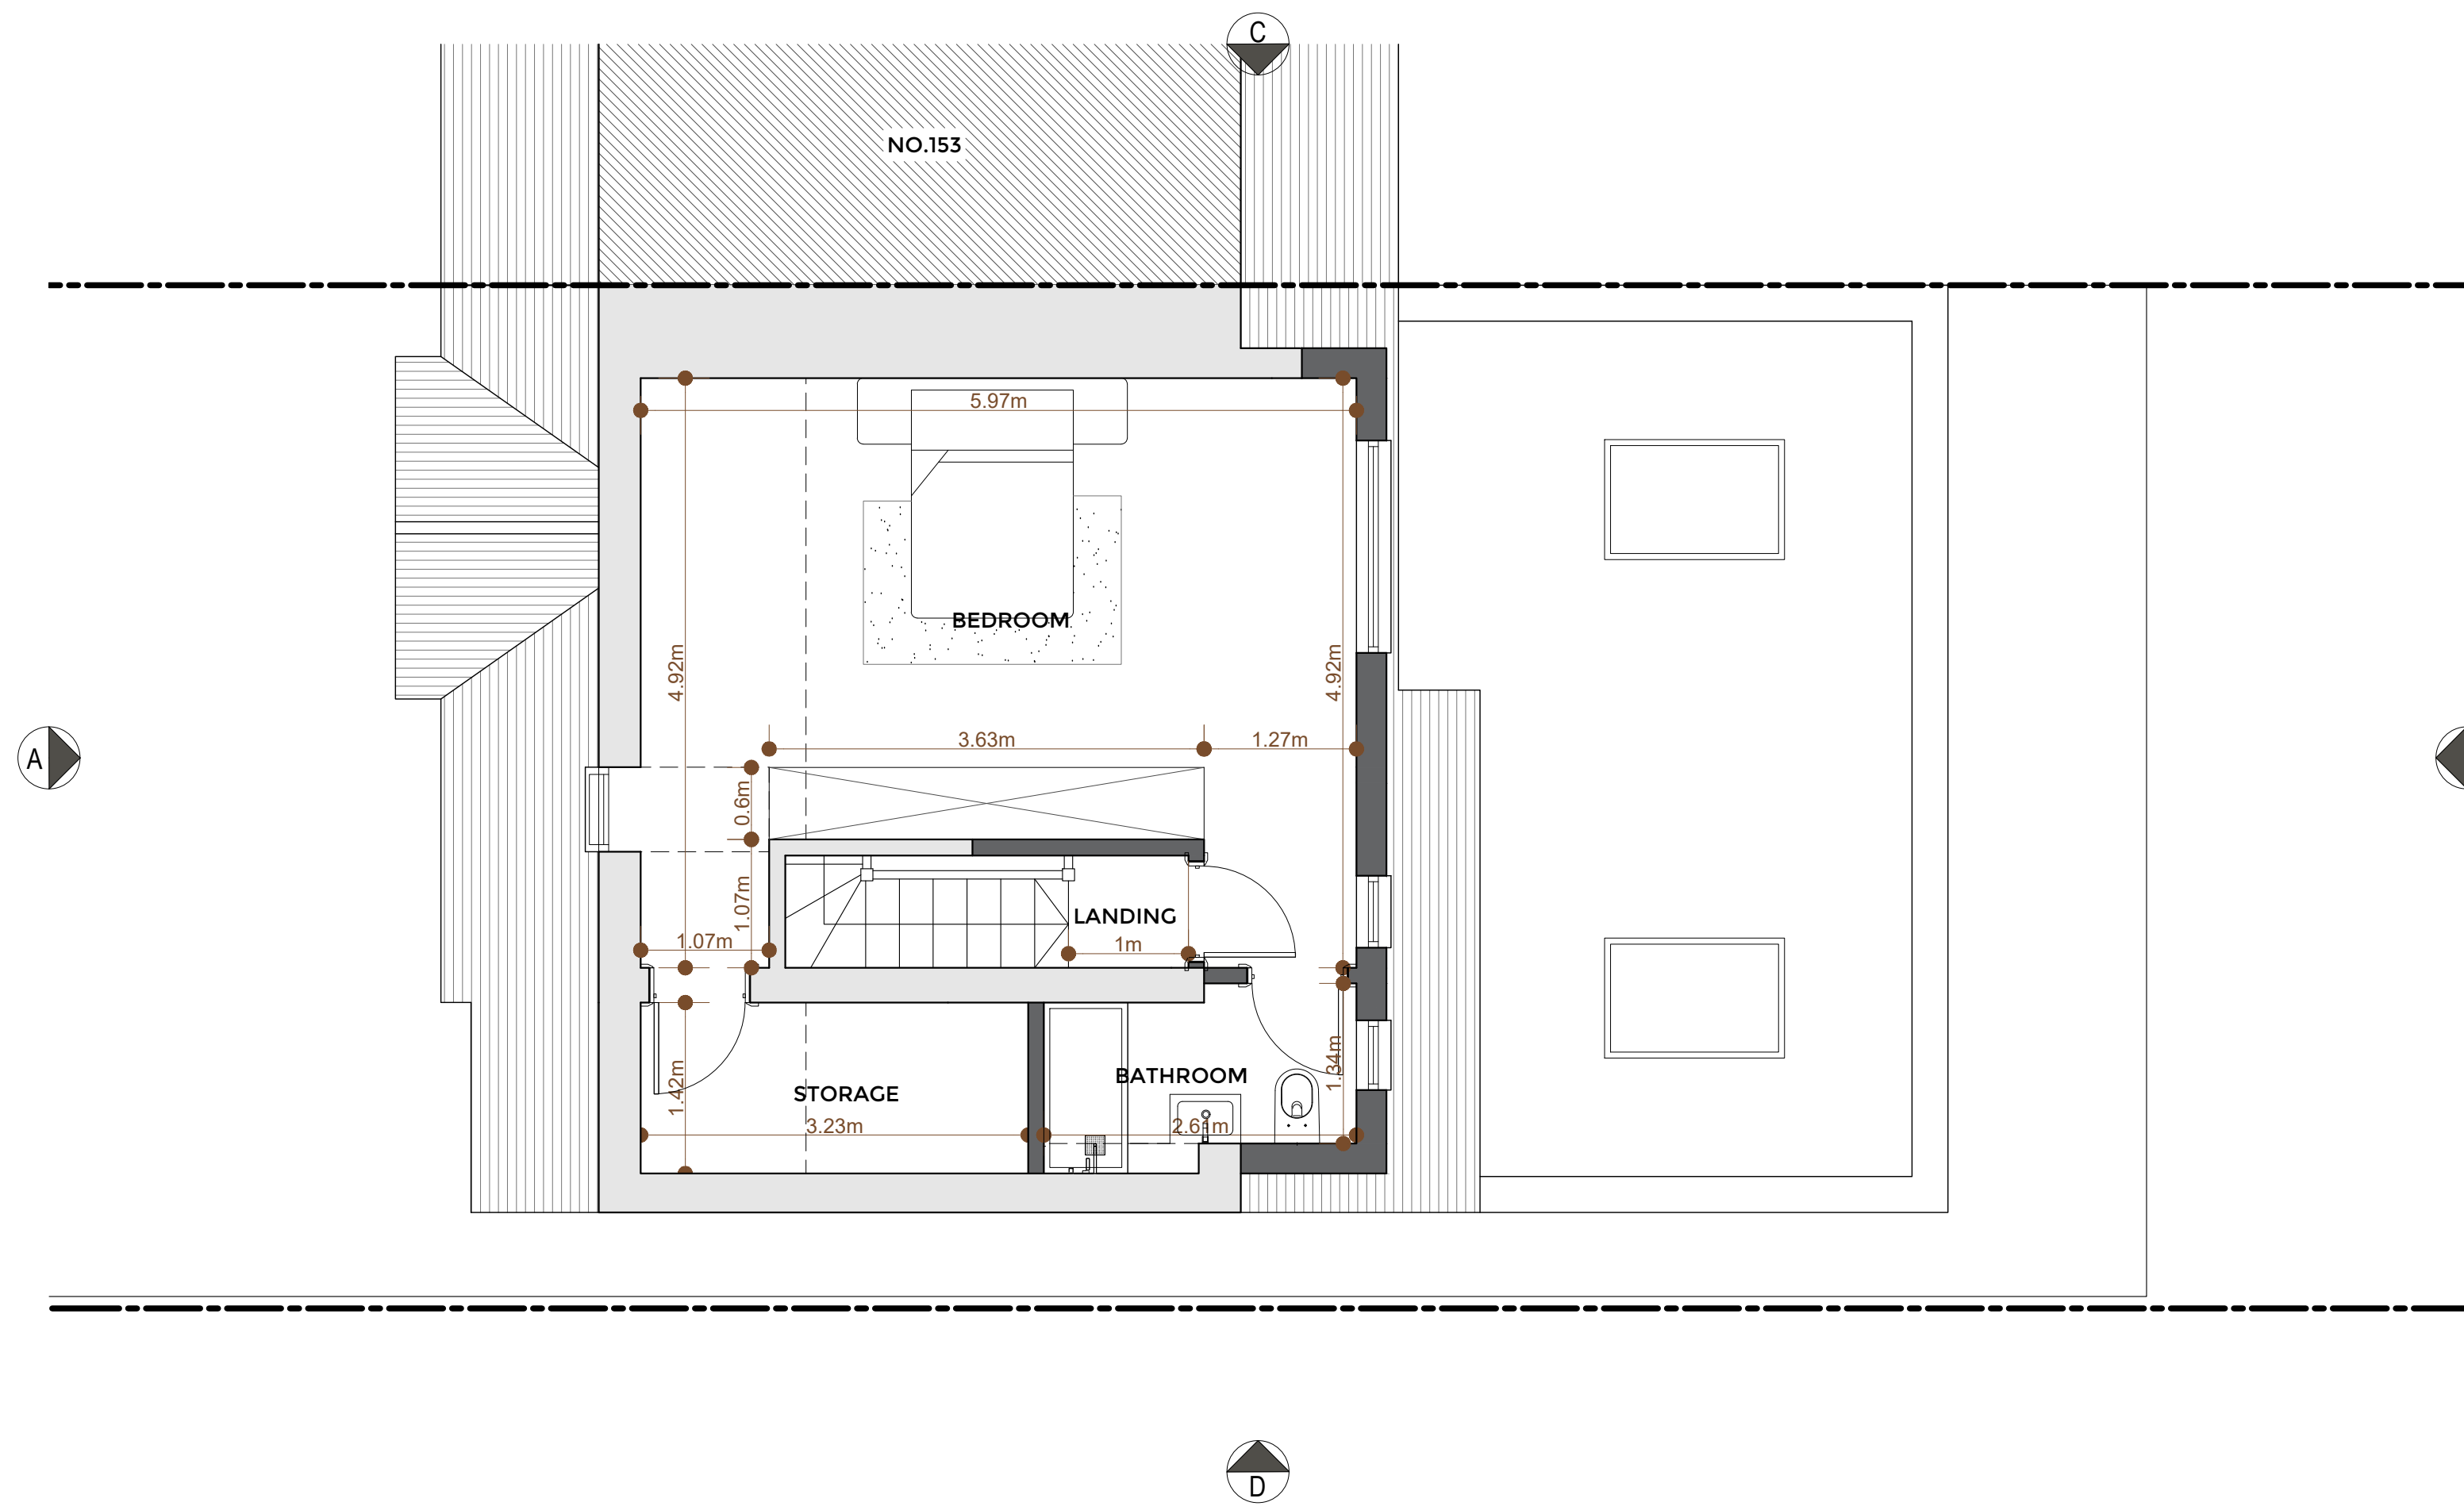 C
NO.153
5.97m
BEDROOM
4.92m
4.92m
3.63m
1.27m
A
0.6m
1.07m
LANDING
1.07m
1m
1.42m
STORAGE
BATHROOM
1.34m
3.23m
2.61m
D